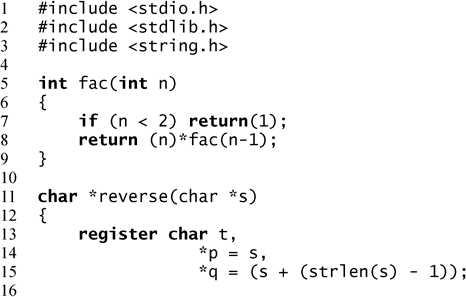 1 #include <stdio.h>
2 #include <stdlib.h>
3 #include <string.h>
4
5 int fac(int n)
6 {
7     if (n < 2) return(1);
8     return (n)*fac(n-1);
9 }
10
11 char *reverse(char *s)
12 {
13     register char t,
14                   *p = s,
15                   *q = (s + (strlen(s) - 1));
16